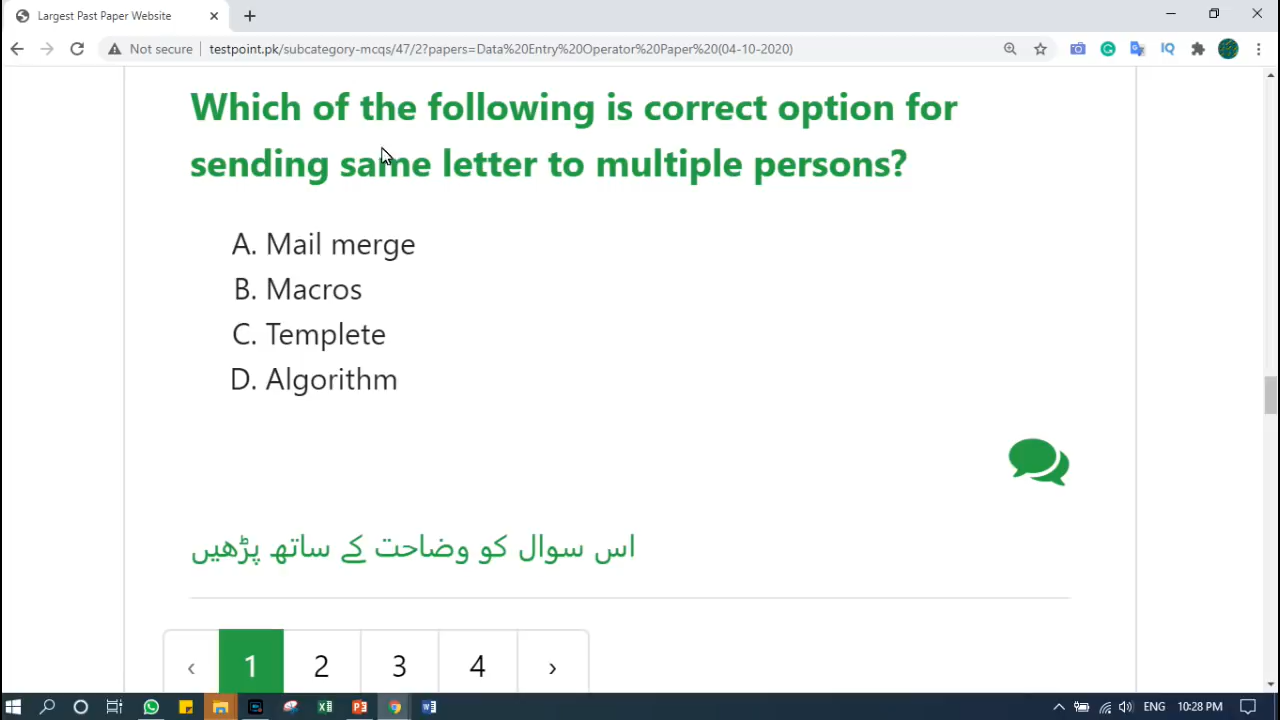 Largest Past Paper Website
Not secure
testpoint.pk/subcategory-mcqs/47/2?papers=Data%20Entry%20Operator%20Paper%20(04-10-2020)
IQ
Which of the following is correct option for
sending same letter to multiple persons?
A. Mail merge
B. Macros
C. Templete
D. Algorithm
اس سوال کو وضاحت کے ساتھ پڑھیں
‹ 1 2 3 4 ›
ENG 10:28 PM